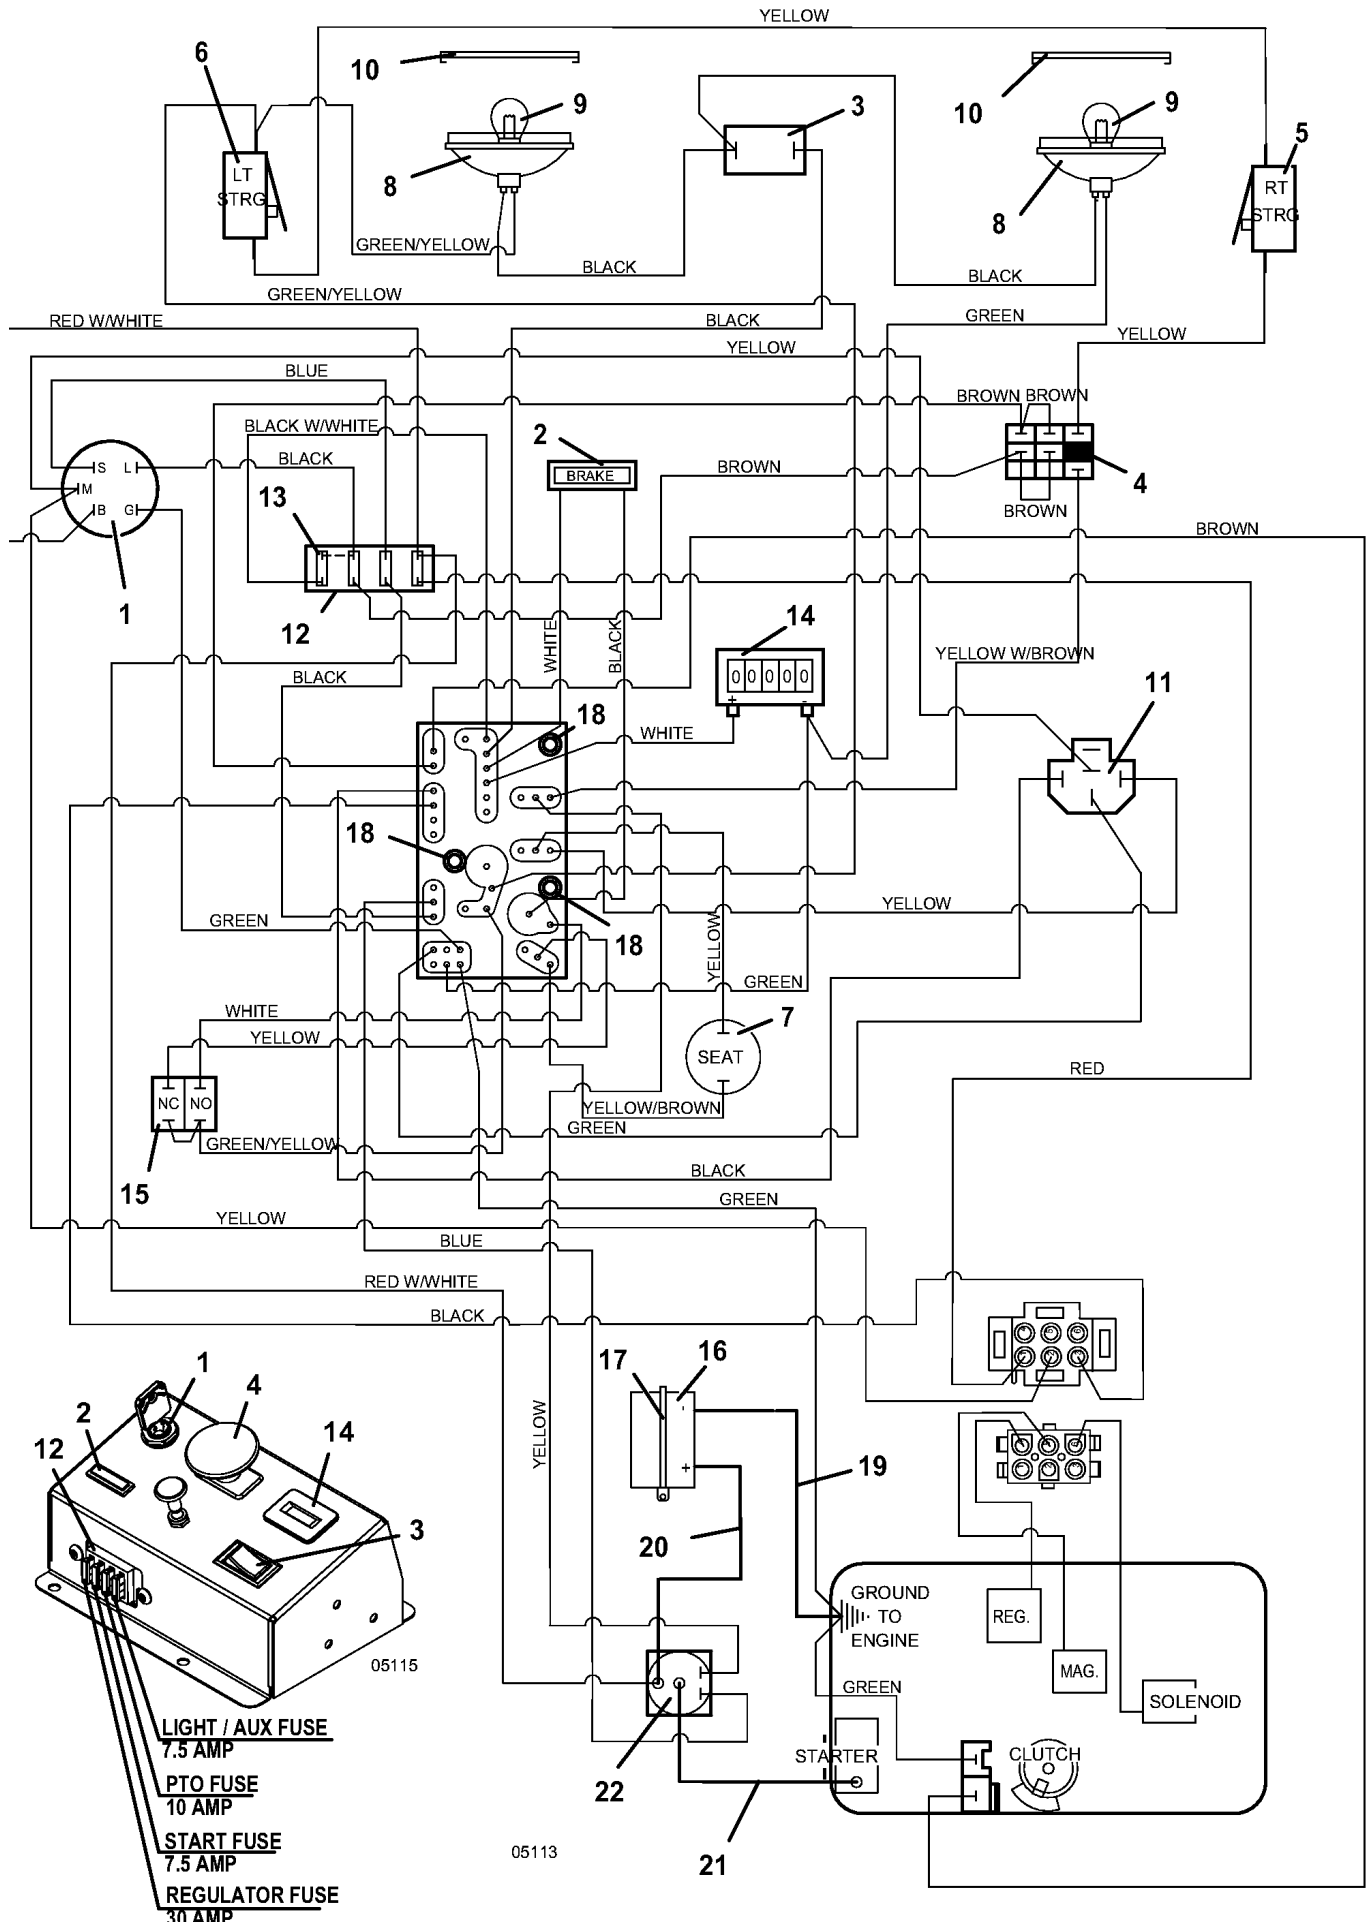 YELLOW
6
10
9
3
10
9
5
LT
STRG
8
8
RT
STRG
GREEN/YELLOW
BLACK
BLACK
GREEN/YELLOW
RED W/WHITE
BLACK
GREEN
YELLOW
YELLOW
BLUE
BROWN BROWN
BLACK W/WHITE
2
BLACK
BROWN
S L
M
B G
13
BRAKE
4
BROWN
BROWN
1
12
WHITE
BLACK
14
0 0 0 0 0
+ -
YELLOW W/BROWN
11
BLACK
18
WHITE
18
GREEN
18
YELLOW
YELLOW
GREEN
WHITE
YELLOW
7
SEAT
RED
NC NO
YELLOW/BROWN
GREEN
GREEN/YELLOW
15
BLACK
GREEN
YELLOW
BLUE
RED W/WHITE
BLACK
17
16
-
+
YELLOW
19
20
1
4
2
12
14
3
05115
GROUND
TO
ENGINE
REG.
MAG.
SOLENOID
GREEN
STARTER
CLUTCH
22
21
05113
LIGHT / AUX FUSE
7.5 AMP
PTO FUSE
10 AMP
START FUSE
7.5 AMP
REGULATOR FUSE
30 AMP